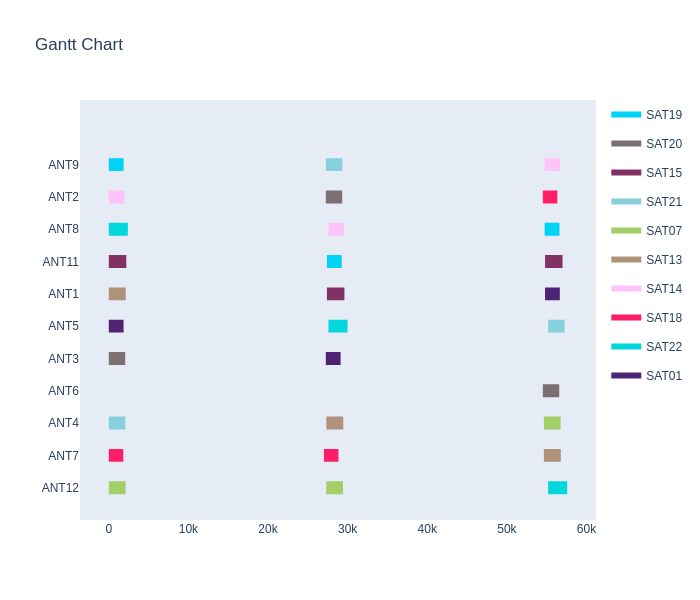 Gantt Chart
ANT9
ANT2
ANT8
ANT11
ANT1
ANT5
ANT3
ANT6
ANT4
ANT7
ANT12
0 10k 20k 30k 40k 50k 60k
SAT19
SAT20
SAT15
SAT21
SAT07
SAT13
SAT14
SAT18
SAT22
SAT01